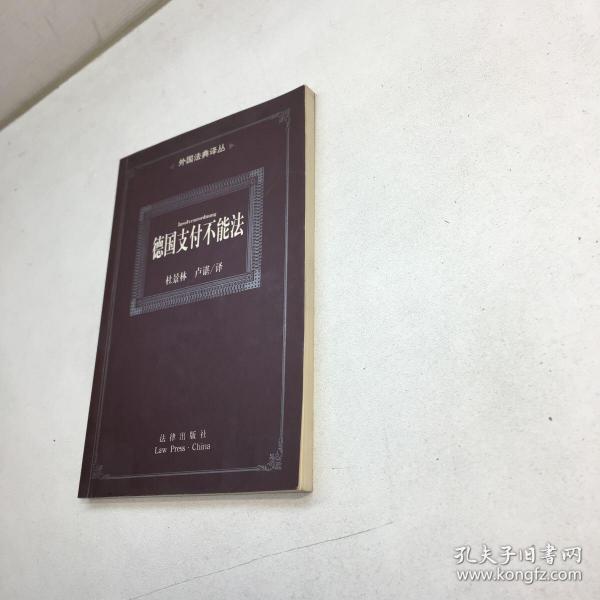 外国法典译丛
Insolvenzordnung
德国支付不能法
杜景林 卢谌/译
法律出版社
Law Press·China
孔夫子旧书网
www.kongfz.com